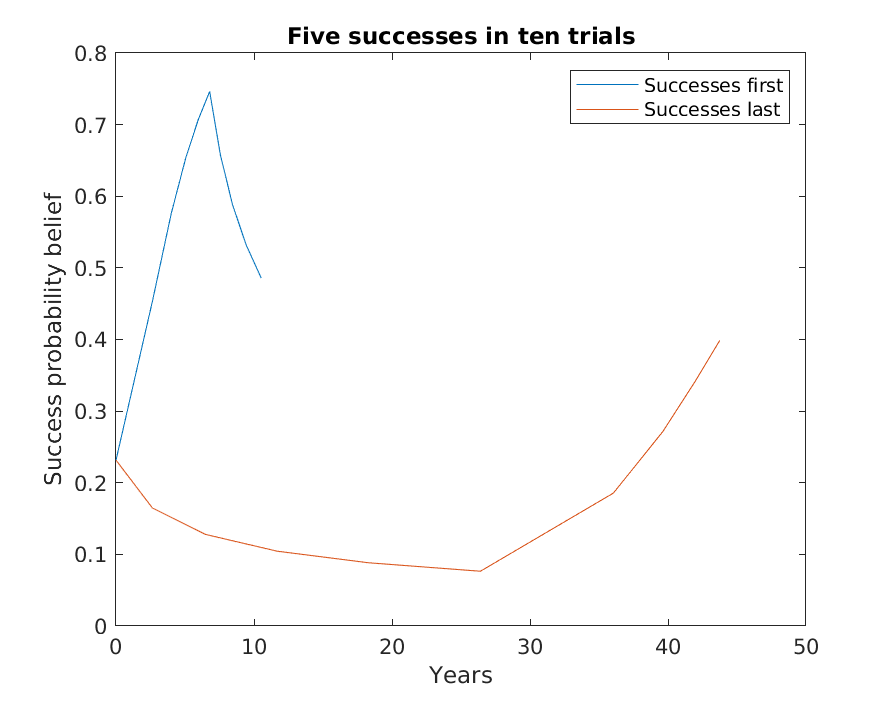 Five successes in ten trials
Successes first
Successes last
0.8
0.7
0.6
0.5
0.4
0.3
0.2
0.1
0
Success probability belief
0 10 20 30 40 50
Years